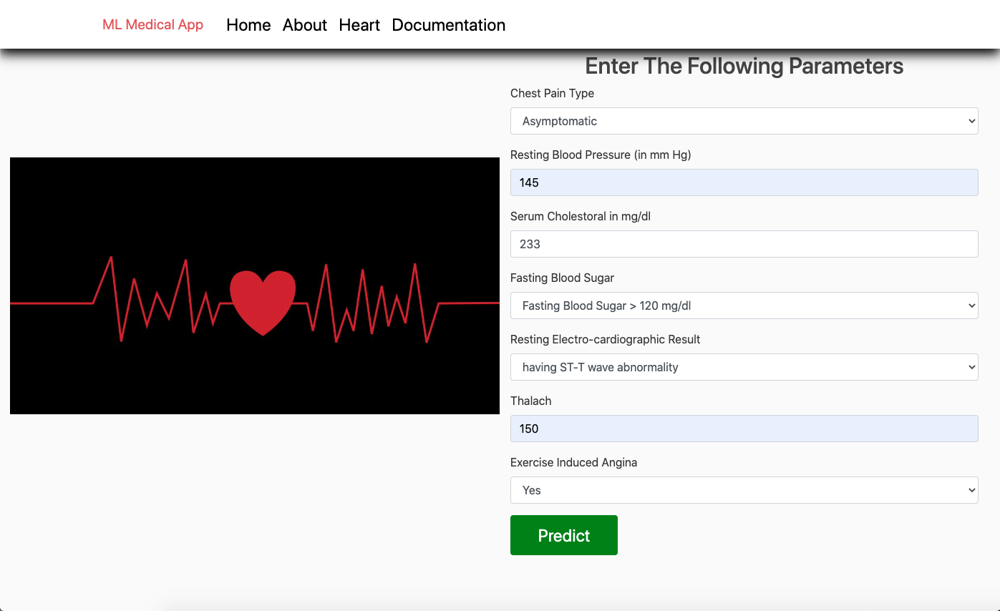 ML Medical App Home About Heart Documentation
Enter The Following Parameters
Chest Pain Type
Asymptomatic
Resting Blood Pressure (in mm Hg)
145
Serum Cholestoral in mg/dl
233
Fasting Blood Sugar
Fasting Blood Sugar > 120 mg/dl
Resting Electro-cardiographic Result
having ST-T wave abnormality
Thalach
150
Exercise Induced Angina
Yes
Predict